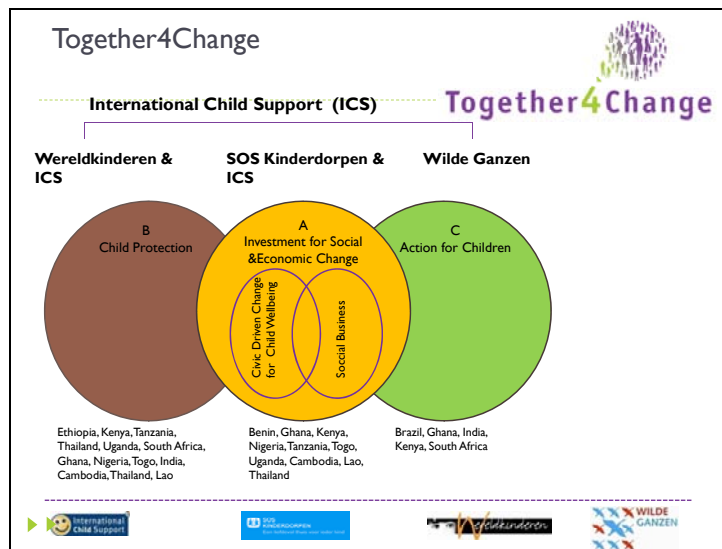 Together4Change
Together4Change
International Child Support (ICS)
Wereldkinderen &
ICS
SOS Kinderdorpen &
ICS
Wilde Ganzen
B
Child Protection
A
Investment for Social
&Economic Change
C
Action for Children
Civic Driven Change
for Child Wellbeing
Soccial Business
Ethiopia, Kenya, Tanzania,
Thailand, Uganda, South Africa,
Ghana, Nigeria, Togo, India,
Cambodia, Thailand, Lao
Benin, Ghana, Kenya,
Nigeria, Tanzania, Togo,
Uganda, Cambodia, Lao,
Thailand
Brazil, Ghana, India,
Kenya, South Africa
International
Child Support
SOS
KINDERDORPEN
Wereldkinderen
WILDE
GANZEN